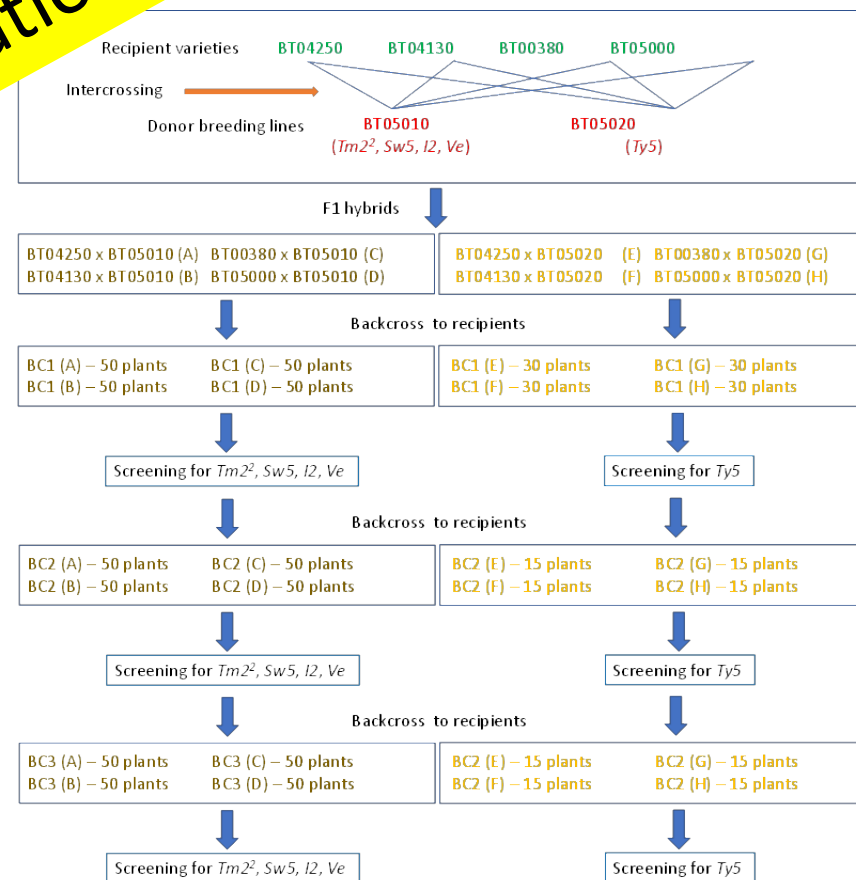 Recipient varieties BT04250 BT04130 BT00380 BT05000
Intercrossing
Donor breeding lines BT05010 BT05020
(Tm2², Sw5, I2, Ve) (Ty5)
F1 hybrids
BT04250 x BT05010 (A) BT00380 x BT05010 (C) BT04250 x BT05020 (E) BT00380 x BT05020 (G)
BT04130 x BT05010 (B) BT05000 x BT05010 (D) BT04130 x BT05020 (F) BT05000 x BT05020 (H)
Backcross to recipients
BC1 (A) – 50 plants BC1 (C) – 50 plants BC1 (E) – 30 plants BC1 (G) – 30 plants
BC1 (B) – 50 plants BC1 (D) – 50 plants BC1 (F) – 30 plants BC1 (H) – 30 plants
Screening for Tm2², Sw5, I2, Ve Screening for Ty5
Backcross to recipients
BC2 (A) – 50 plants BC2 (C) – 50 plants BC2 (E) – 15 plants BC2 (G) – 15 plants
BC2 (B) – 50 plants BC2 (D) – 50 plants BC2 (F) – 15 plants BC2 (H) – 15 plants
Screening for Tm2², Sw5, I2, Ve Screening for Ty5
Backcross to recipients
BC3 (A) – 50 plants BC3 (C) – 50 plants BC2 (E) – 15 plants BC2 (G) – 15 plants
BC3 (B) – 50 plants BC3 (D) – 50 plants BC2 (F) – 15 plants BC2 (H) – 15 plants
Screening for Tm2², Sw5, I2, Ve Screening for Ty5